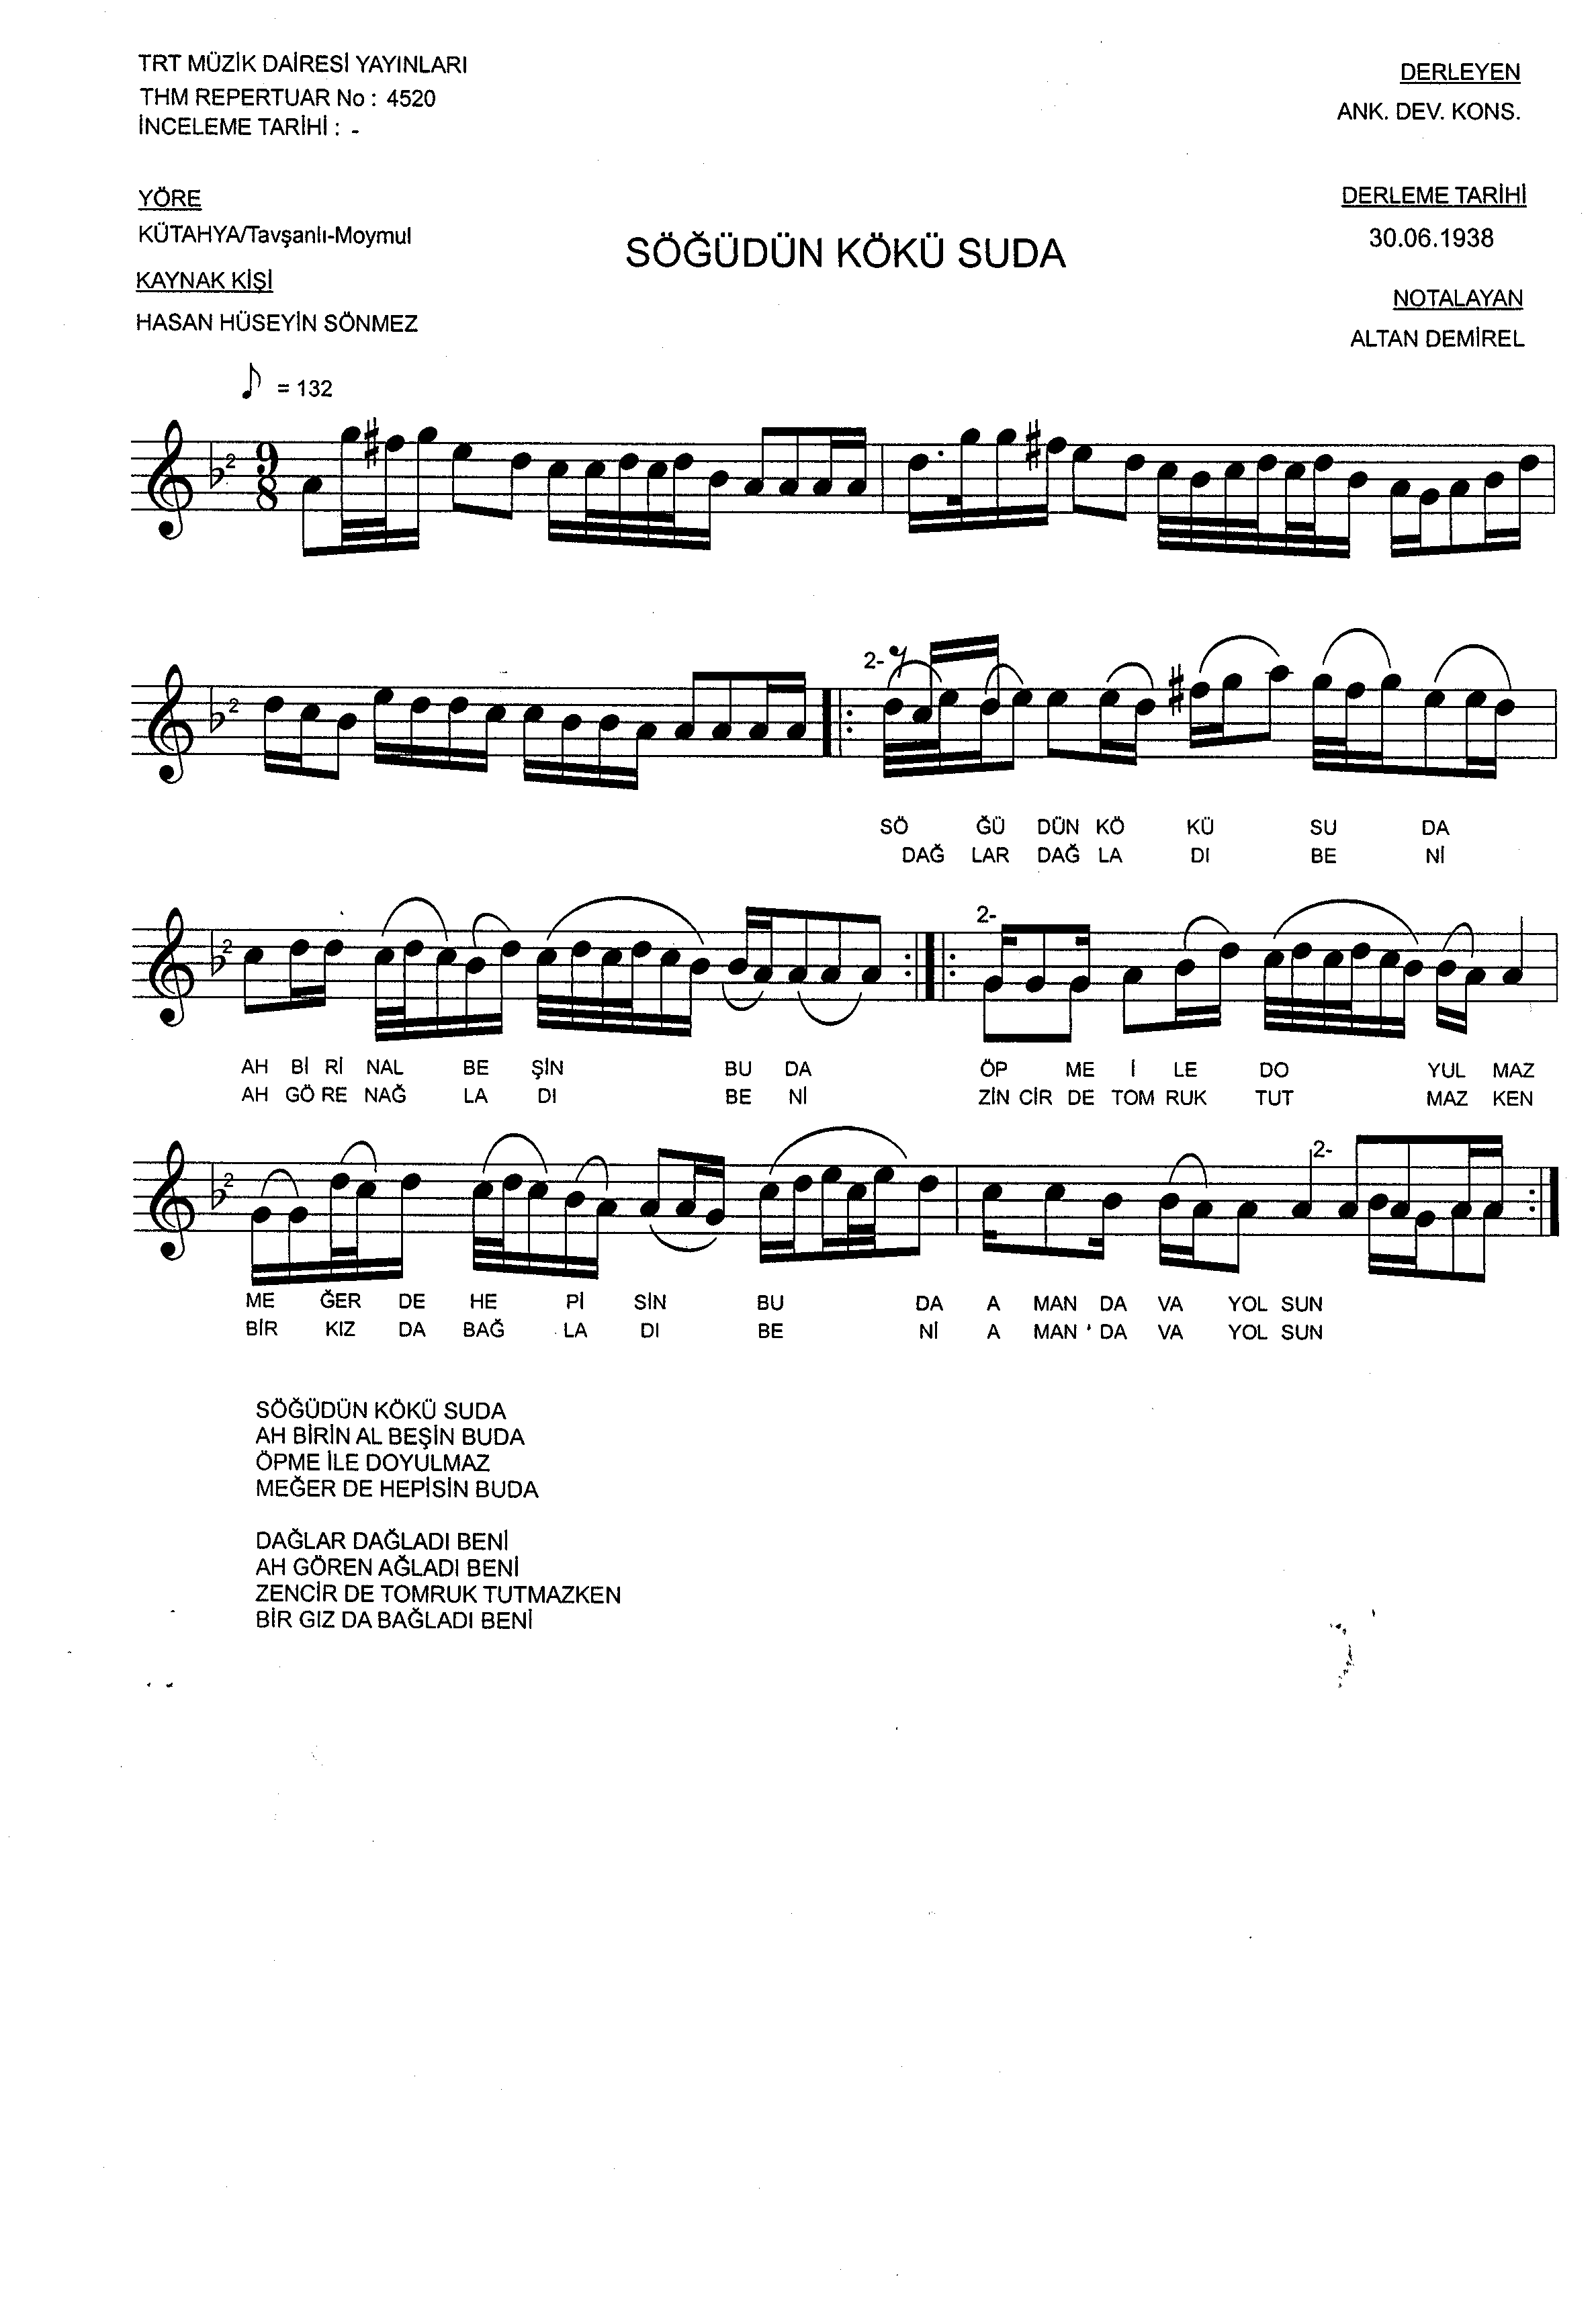 TRT MÜZİK DAİRESİ YAYINLARI
THM REPERTUAR No : 4520
İNCELEME TARİHİ : -
DERLEYEN
ANK. DEV. KONS.
YÖRE
KÜTAHYA/Tavşanlı-Moymul
KAYNAK KİŞİ
HASAN HÜSEYİN SÖNMEZ
SÖĞÜDÜN KÖKÜ SUDA
DERLEME TARİHİ
30.06.1938
NOTALAYAN
ALTAN DEMİREL
= 132
2 9 8
2 2-
SÖ ĞÜ DÜN KÖ KÜ SU DA
DAĞ LAR DAĞ LA DI BE Nİ
2 2-
AH Bİ Rİ NAL BE ŞİN BU DA ÖP ME İ LE DO YUL MAZ
AH GÖ RE NAĞ LA DI BE Nİ ZİN CİR DE TOM RUK TUT MAZ KEN
2 2-
ME ĞER DE HE Pİ SİN BU DA A MAN DA VA YOL SUN
BİR KIZ DA BAĞ LA DI BE Nİ A MAN DA VA YOL SUN
SÖĞÜDÜN KÖKÜ SUDA
AH BİRİN AL BEŞİN BUDA
ÖPME İLE DOYULMAZ
MEĞER DE HEPİSİN BUDA
DAĞLAR DAĞLADI BENİ
AH GÖREN AĞLADI BENİ
ZENCİR DE TOMRUK TUTMAZKEN
BİR GIZ DA BAĞLADI BENİ